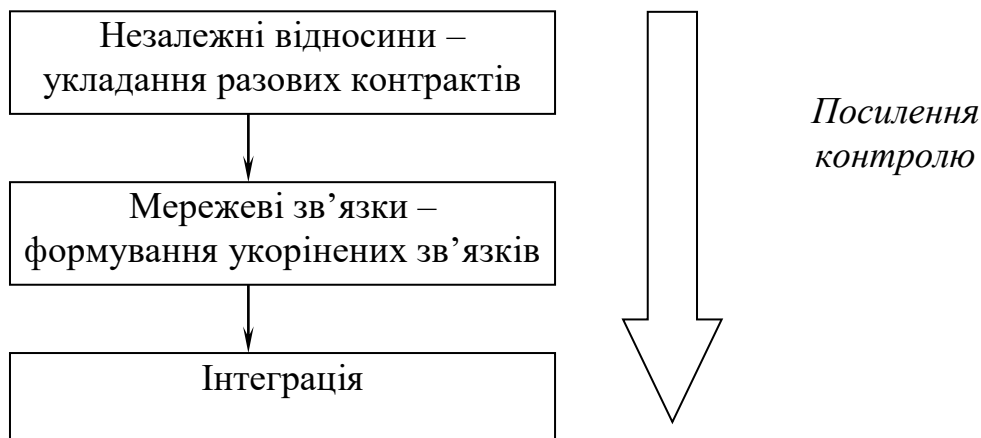 Незалежні відносини –
укладання разових контрактів
Посилення
контролю
Мережеві зв’язки –
формування укорінених зв’язків
Інтеграція